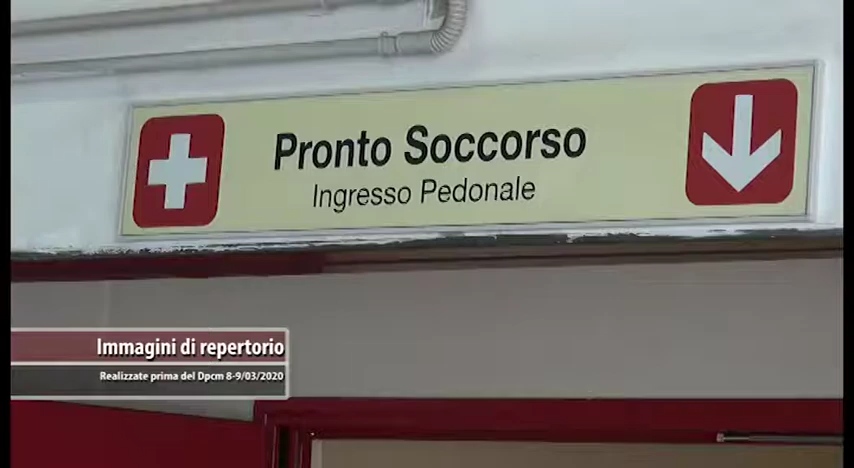 Pronto Soccorso
Ingresso Pedonale
Immagini di repertorio
Realizzate prima del Dpcm 8-9/03/2020